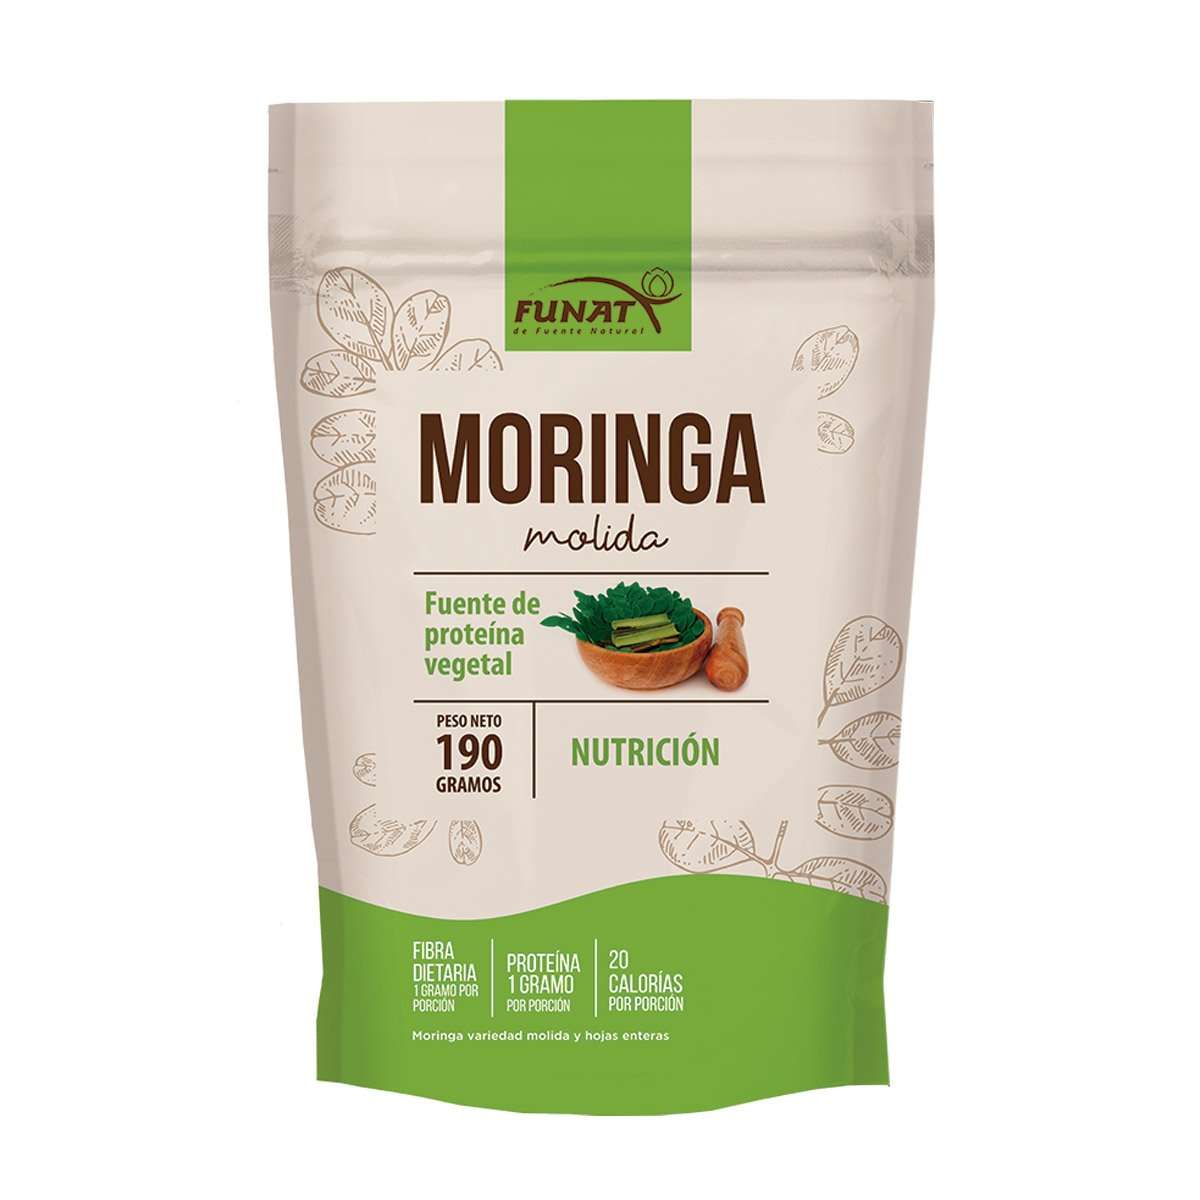 FUNAT
de Fuente Natural
MORINGA
molida
Fuente de
proteína
vegetal
PESO NETO
190
GRAMOS
NUTRICIÓN
FIBRA
DIETARIA
1 GRAMO POR
PORCIÓN
PROTEÍNA
1 GRAMO
POR PORCIÓN
20
CALORÍAS
POR PORCIÓN
Moringa variedad molida y hojas enteras